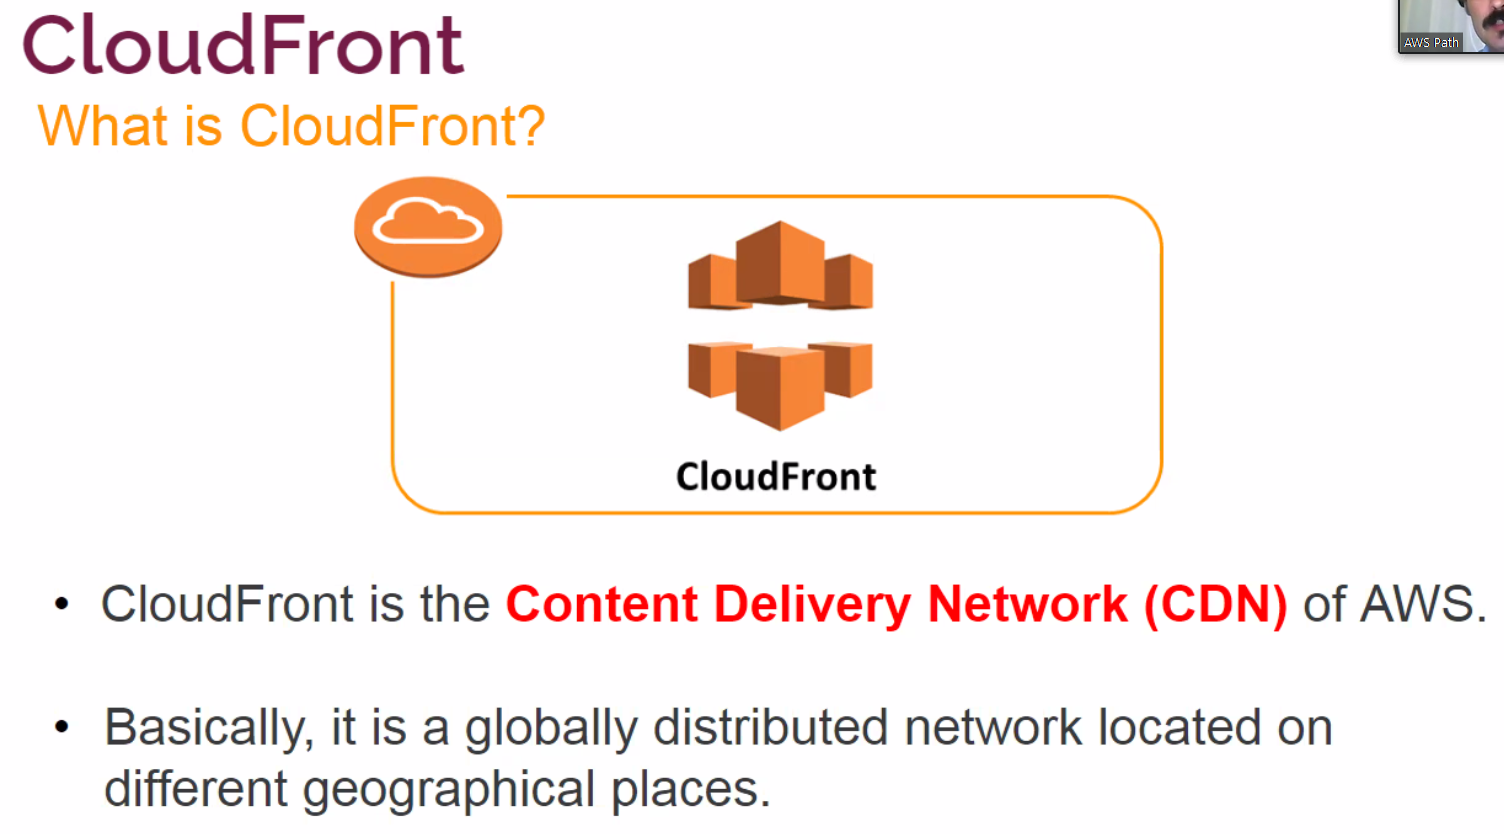 CloudFront
AWS Path
What is CloudFront?
CloudFront
• CloudFront is the Content Delivery Network (CDN) of AWS.
• Basically, it is a globally distributed network located on
different geographical places.